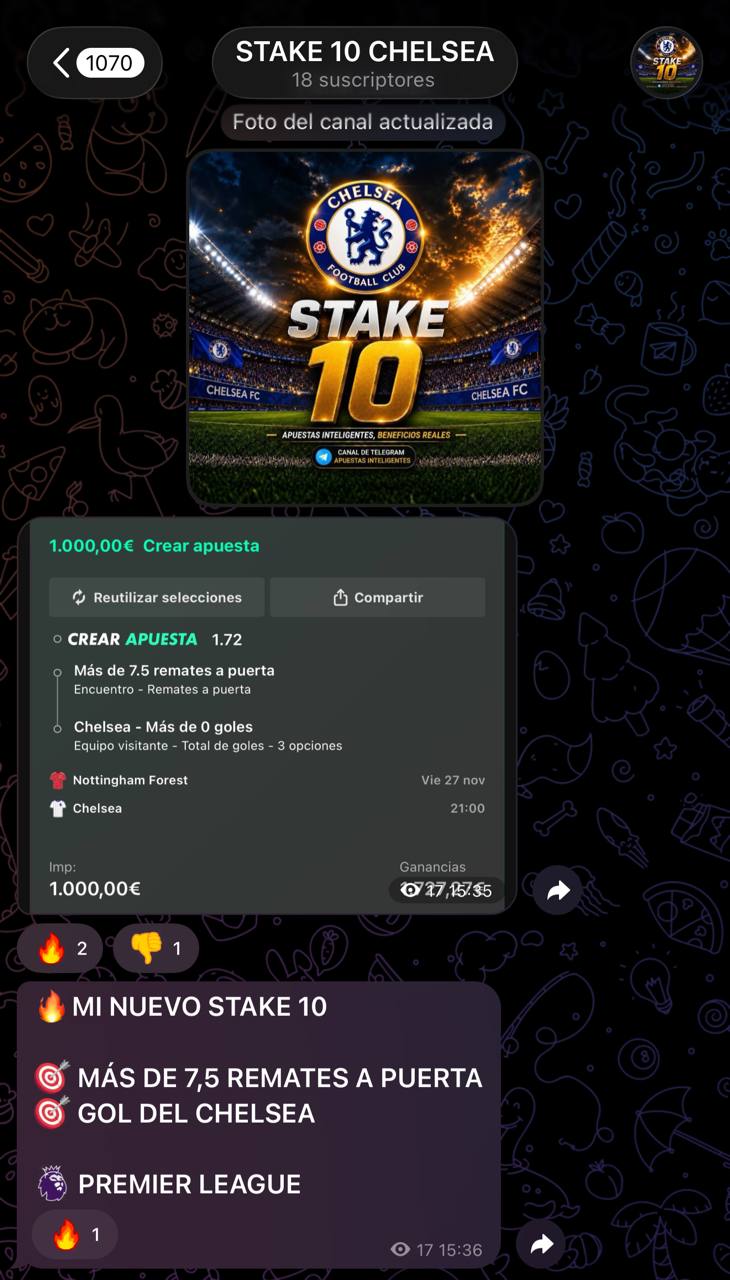 1070
STAKE 10 CHELSEA
18 suscriptores
Foto del canal actualizada
CHELSEA
FOOTBALL CLUB
STAKE
10
CHELSEA FC
CHELSEA FC
APUESTAS INTELIGENTES, BENEFICIOS REALES
CANAL DE TELEGRAM
APUESTAS INTELIGENTES
1.000,00€ Crear apuesta
Reutilizar selecciones
Compartir
CREAR APUESTA 1.72
Más de 7.5 remates a puerta
Encuentro - Remates a puerta
Chelsea - Más de 0 goles
Equipo visitante - Total de goles - 3 opciones
Nottingham Forest Vie 27 nov
Chelsea 21:00
Imp: Ganancias
1.000,00€
17 15:35
🔥 2 👎 1
🔥 MI NUEVO STAKE 10
🎯 MÁS DE 7,5 REMATES A PUERTA
🎯 GOL DEL CHELSEA
PREMIER LEAGUE
🔥 1
17 15:36